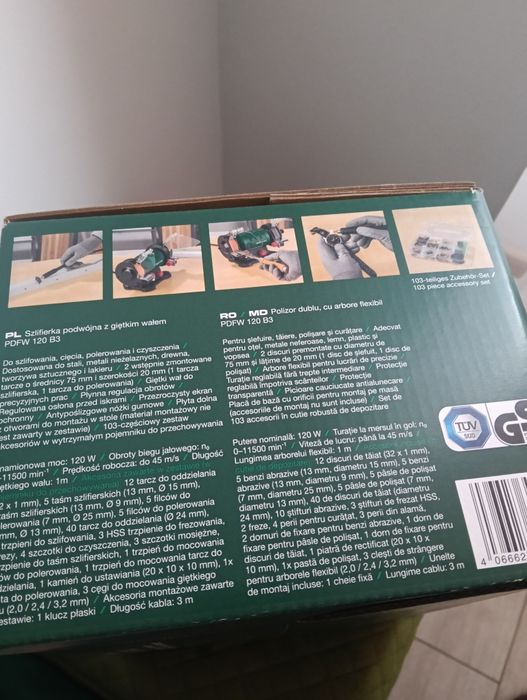 103-teiliges Zubehör-Set /
103 piece accessory set
PL Szlifierka podwójna z giętkim wałem
PDFW 120 B3
Do szlifowania, cięcia, polerowania i czyszczenia /
Dostosowana do stali, metali nieżelaznych, drewna,
tworzywa sztucznego i lakieru / 2 wstępnie zmontowane
tarcze o średnicy 75 mm i szerokości 20 mm (1 tarcza
szlifierska, 1 tarcza do polerowania) / Giętki wał do
precyzyjnych prac / Płynna regulacja obrotów /
Regulowana osłona przed iskrami / Przezroczysty ekran
ochronny / Antypoślizgowe nóżki gumowe / Płyta dolna
z otworami do montażu w stole (materiał montażowy nie
jest zawarty w zestawie) / 103-częściowy zestaw
akcesoriów w wytrzymałym pojemniku do przechowywania
znamionowa moc: 120 W / Obroty biegu jałowego: n₀
0–11500 min⁻¹ / Prędkość robocza: do 45 m/s / Długość
giętkiego wału: 1m / Akcesoria zawarte w zestawie (w
pojemniku do przechowywania): 12 tarcz do oddzielania
2 x 1 mm), 5 taśm szlifierskich (13 mm, Ø 15 mm),
taśm szlifierskich (13 mm, Ø 9 mm), 5 filców do
lerowania (7 mm, Ø 25 mm), 5 filców do polerowania
mm, Ø 13 mm), 40 tarcz do oddzielania (Ø 24 mm),
trzpieni do szlifowania, 3 HSS trzpienie do frezowania,
ezy, 4 szczotki do czyszczenia, 3 szczotki mosiężne,
rzpienie do taśm szlierskich, 1 trzpień do mocowania
ów do polerowania, 1 trzpień do mocowania tarcz do
dzielania, 1 kamień do ustawiania (20 x 10 x 10 mm), 1x
ta do polerowania, 3 cęgi do mocowania giętkiego
u (2,0 / 2,4 / 3,2 mm) / Akcesoria montażowe zawarte
estawie: 1 klucz płaski / Długość kabla: 3 m
RO / MD Polizor dublu, cu arbore flexibil
PDFW 120 B3
Pentru șlefuire, tăiere, polișare și curățare / Adecvat
pentru oțel, metale neferoase, lemn, plastic și
vopsea / 2 discuri premontate cu diametru de
75 mm și lățime de 20 mm (1 disc de șlefuit, 1 disc de
polișat) / Arbore flexibil pentru lucrări de precizie /
Turație reglabilă fără trepte intermediare / Protecție
reglabilă împotriva scânteilor / Protecție
transparentă / Picioare cauciucate antialunecare /
Placă de bază cu orificii pentru montaj pe masă
(accesoriile de montaj nu sunt incluse) / Set de
103 accesorii în cutie robustă de depozitare
Putere nominală: 120 W / Turație la mersul în gol: n₀
0–11500 min⁻¹ / Viteză de lucru: până la 45 m/s /
Lungimea arborelui flexibil: 1 m /
cutie de depozitare: 12 discuri de tăiat (32 x 1 mm),
5 benzi abrazive (13 mm, diametru 15 mm), 5 benzi
abrazive (13 mm, diametru 9 mm), 5 pâsle de polișat
(7 mm, diametru 25 mm), 5 pâsle de polișat (7 mm,
diametru 13 mm), 40 de discuri de tăiat (diametru
24 mm), 10 știfturi abrazive, 3 știfturi de frezat HSS,
2 freze, 4 perii pentru curățat, 3 perii din alamă,
2 dornuri de fixare pentru benzi abrazive, 1 dorn de
fixare pentru pâsle de polișat, 1 dorn de fixare pentru
discuri de tăiat, 1 piatră de rectificat (20 x 10 x
10 mm), 1x pastă de polișat, 3 clești de strângere
pentru arborele flexibil (2,0 / 2,4 / 3,2 mm) / Unelte
de montaj incluse: 1 cheie fixă / Lungime cablu: 3 m
TÜV
SÜD
GS
4 06662